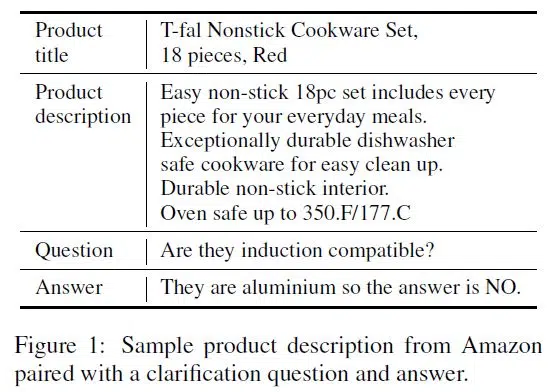 Product title
T-fal Nonstick Cookware Set,
18 pieces, Red
Product description
Easy non-stick 18pc set includes every
piece for your everyday meals.
Exceptionally durable dishwasher
safe cookware for easy clean up.
Durable non-stick interior.
Oven safe up to 350.F/177.C
Question
Are they induction compatible?
Answer
They are aluminium so the answer is NO.
Figure 1: Sample product description from Amazon
paired with a clarification question and answer.